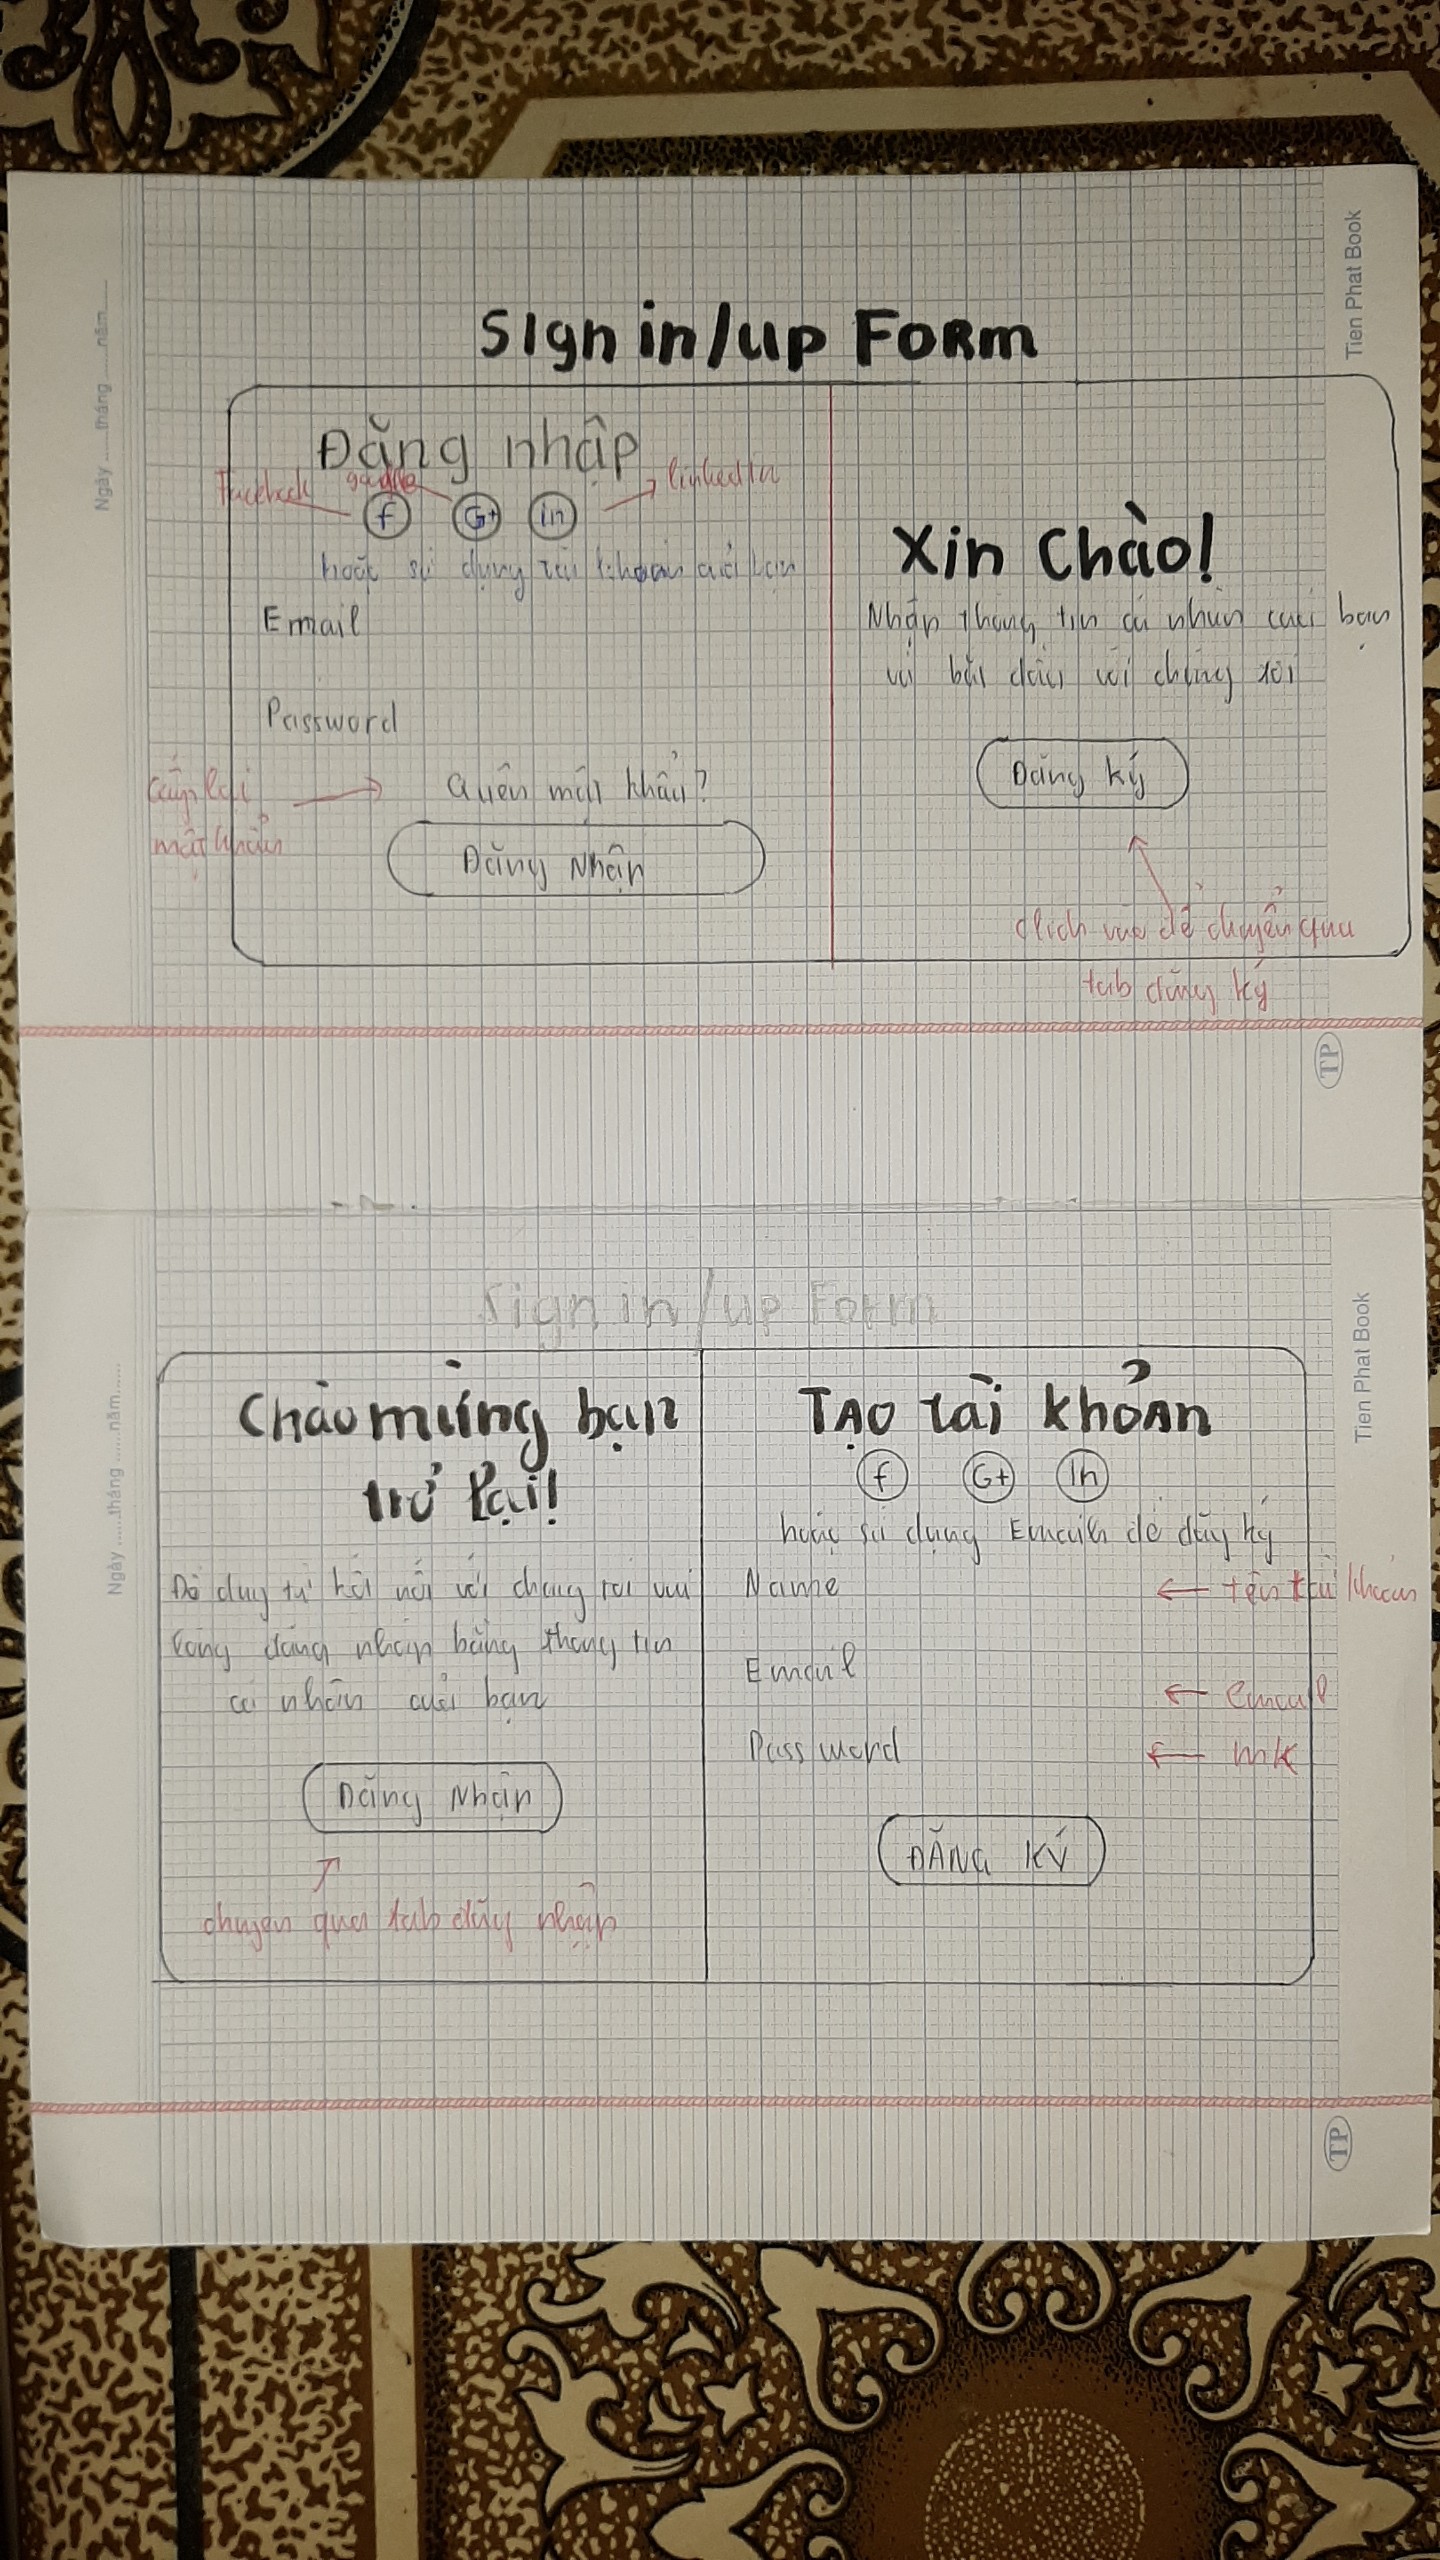 Tien Phat Book
Ngày ......tháng ......năm......
Sign in/up Form
Đăng nhập
Facebook google linkedIn
f G+ in
hoặc sử dụng tài khoản của bạn
Email
Password
Cấp lại
mật khẩu
Quên mật khẩu?
Đăng Nhận
Xin Chào!
Nhập thông tin cá nhân của bạn
và bắt đầu với chúng tôi
Đăng ký
click vào để chuyển qua
tab đăng ký
TP
Tien Phat Book
Ngày ......tháng ......năm......
Sign in/up Form
Chào mừng bạn
trở lại!
Để duy trì kết nối với chúng tôi vui
lòng đăng nhập bằng thông tin
cá nhân của bạn
Đăng Nhận
chuyển qua tab đăng nhập
TẠO tài khoản
f G+ in
hoặc sử dụng Email để đăng ký
Name
tên tài khoản
Email
email
Password
mk
ĐĂNG KÝ
TP